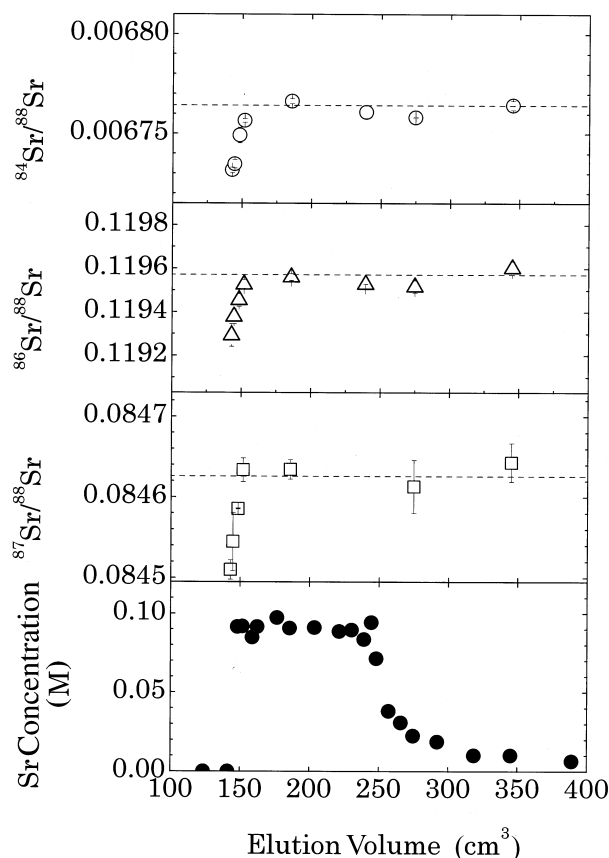 0.00680
0.00675
⁸⁴Sr/⁸⁸Sr
0.1198
0.1196
0.1194
0.1192
⁸⁶Sr/⁸⁸Sr
0.0847
0.0846
0.0845
⁸⁷Sr/⁸⁸Sr
0.10
0.05
0.00
Sr Concentration
(M)
100 150 200 250 300 350 400
Elution Volume (cm³)